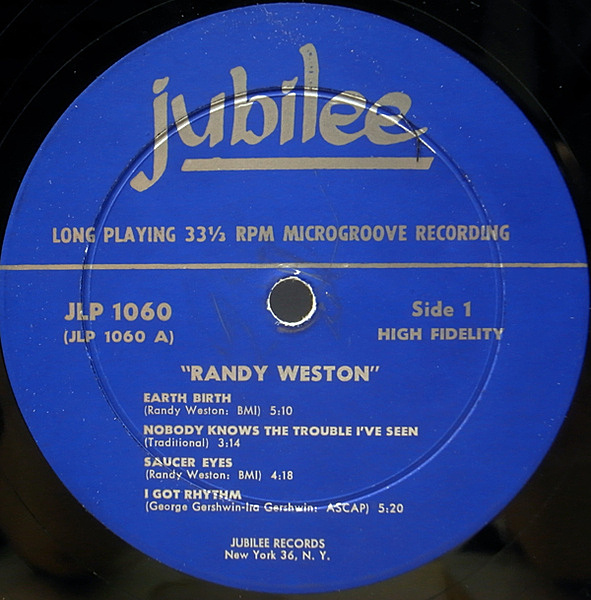 jubilee
LONG PLAYING 33⅓ RPM MICROGROOVE RECORDING
JLP 1060
(JLP 1060 A)
Side 1
HIGH FIDELITY
"RANDY WESTON"
EARTH BIRTH
(Randy Weston: BMI) 5:10
NOBODY KNOWS THE TROUBLE I'VE SEEN
(Traditional) 3:14
SAUCER EYES
(Randy Weston: BMI) 4:18
I GOT RHYTHM
(George Gershwin-Ira Gershwin: ASCAP) 5:20
JUBILEE RECORDS
New York 36, N. Y.